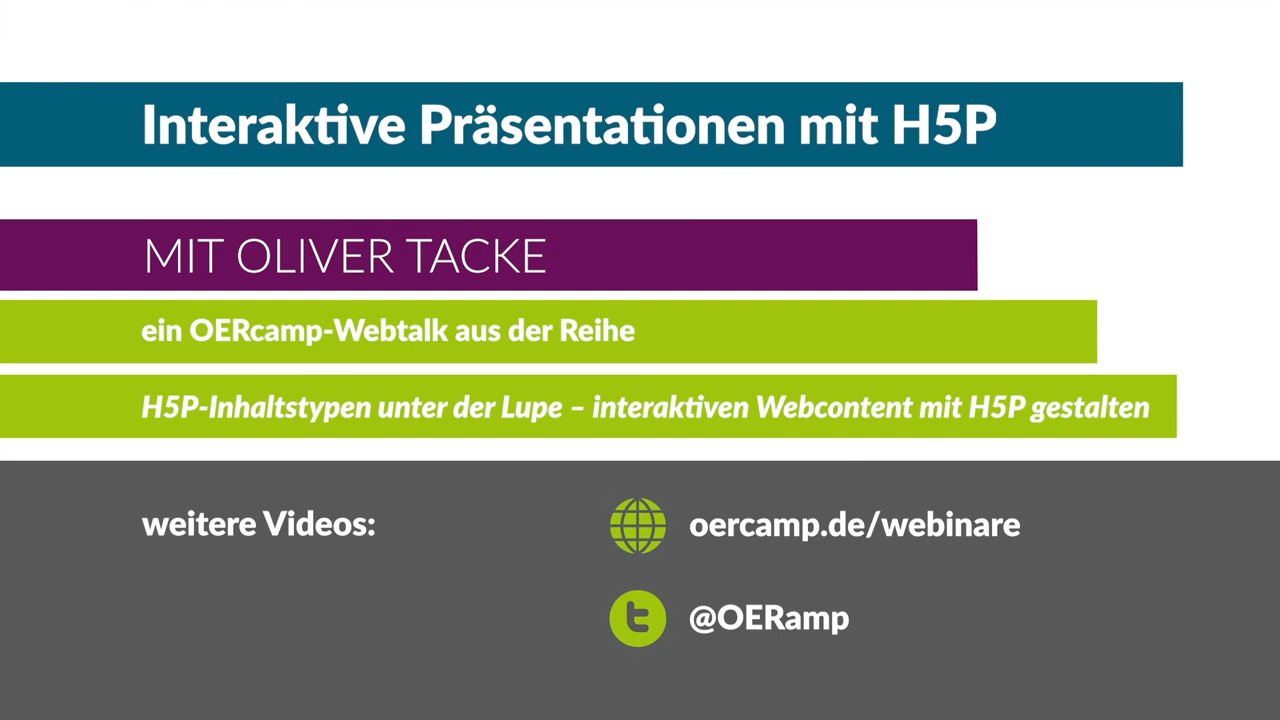 Interaktive Präsentationen mit H5P
MIT OLIVER TACKE
ein OERcamp-Webtalk aus der Reihe
H5P-Inhaltstypen unter der Lupe – interaktiven Webcontent mit H5P gestalten
weitere Videos:
oercamp.de/webinare
@OERamp